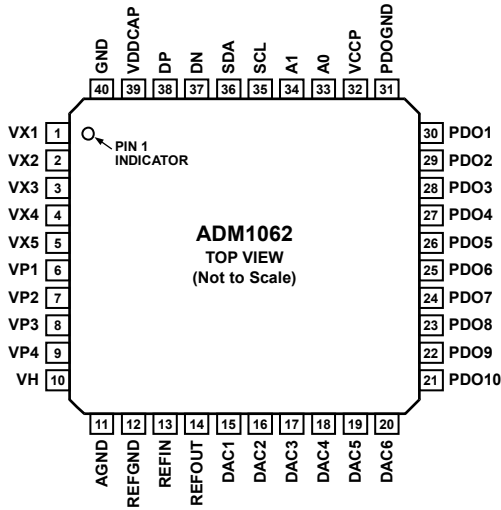 GND
VDDCAP
DP
DN
SDA
SCL
A1
A0
VCCP
PDOGND
40
39
38
37
36
35
34
33
32
31
VX1 1
VX2 2
VX3 3
VX4 4
VX5 5
VP1 6
VP2 7
VP3 8
VP4 9
VH 10
PIN 1
INDICATOR
ADM1062
TOP VIEW
(Not to Scale)
30 PDO1
29 PDO2
28 PDO3
27 PDO4
26 PDO5
25 PDO6
24 PDO7
23 PDO8
22 PDO9
21 PDO10
11
12
13
14
15
16
17
18
19
20
AGND
REFGND
REFIN
REFOUT
DAC1
DAC2
DAC3
DAC4
DAC5
DAC6